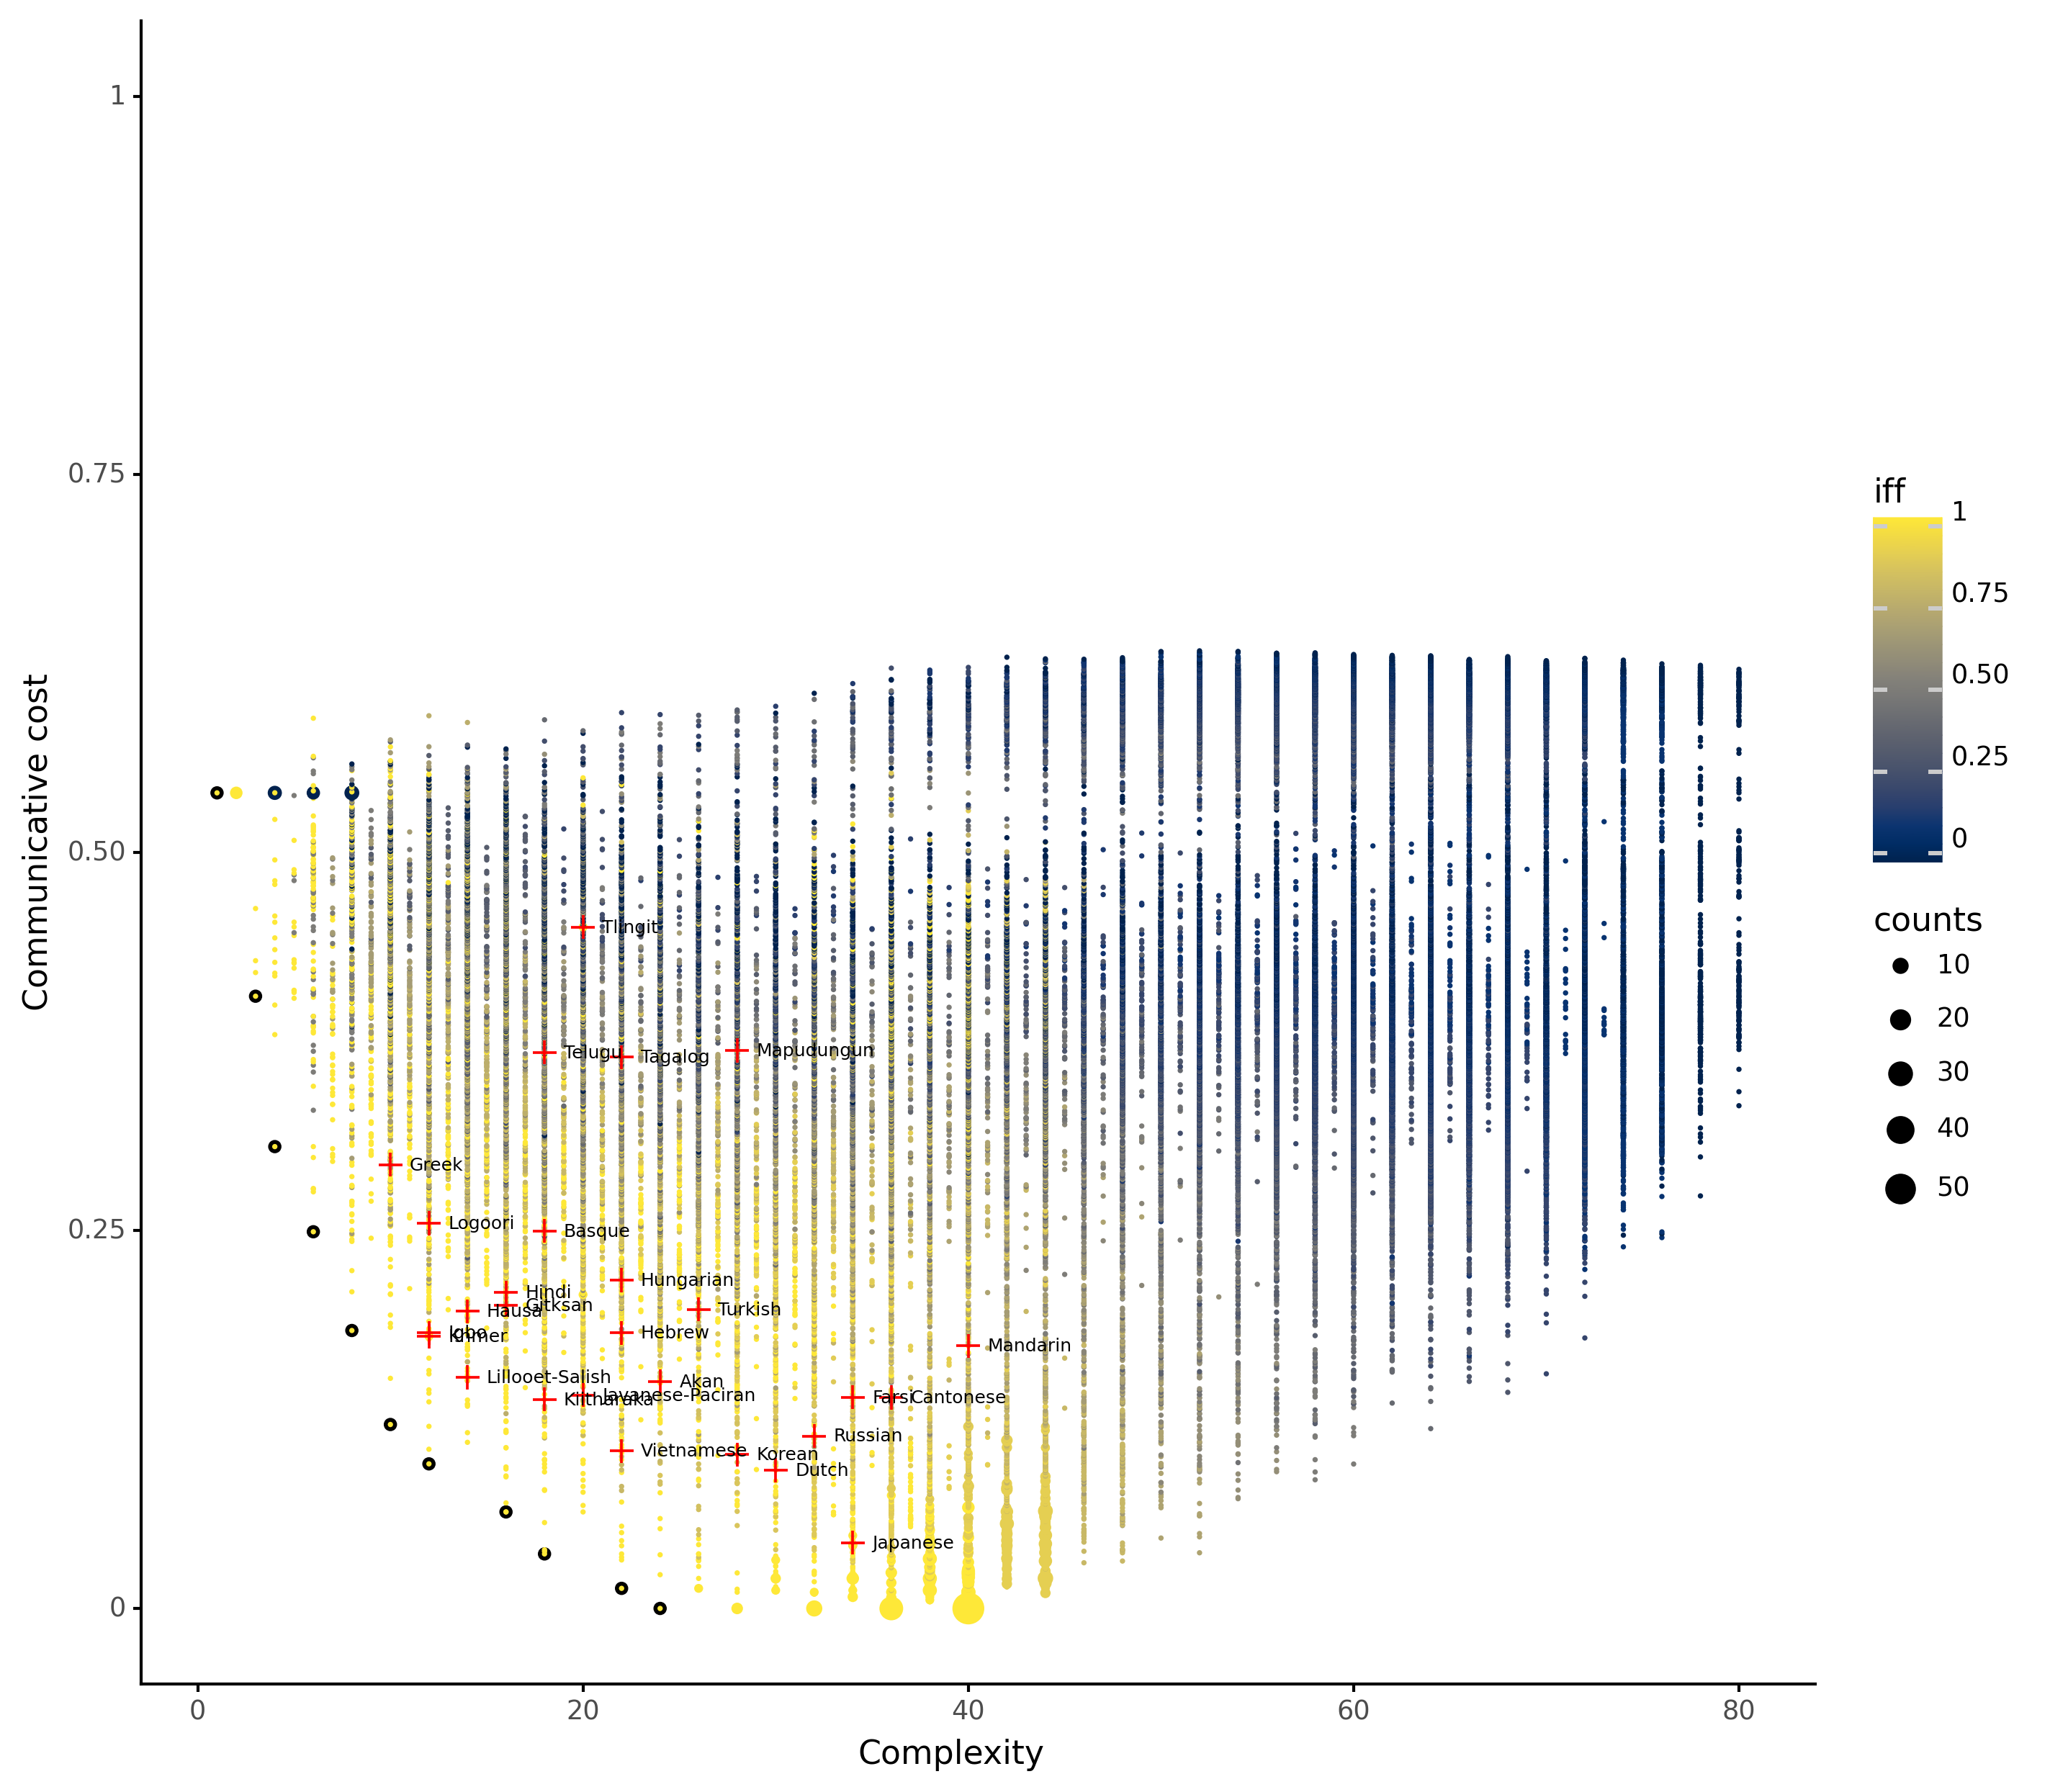 1
0.75
0.50
0.25
0
Communicative cost
0
20
40
60
80
Complexity
Tlingit
Telugu
Tagalog
Mapudungun
Greek
Logoori
Basque
Hindi
Gitksan
Hausa
Igbo
Khmer
Hungarian
Turkish
Hebrew
Mandarin
Lillooet-Salish
Akan
Javanese-Paciran
Kiitharaka
Farsi
Cantonese
Russian
Vietnamese
Korean
Dutch
Japanese
iff
1
0.75
0.50
0.25
0
counts
10
20
30
40
50